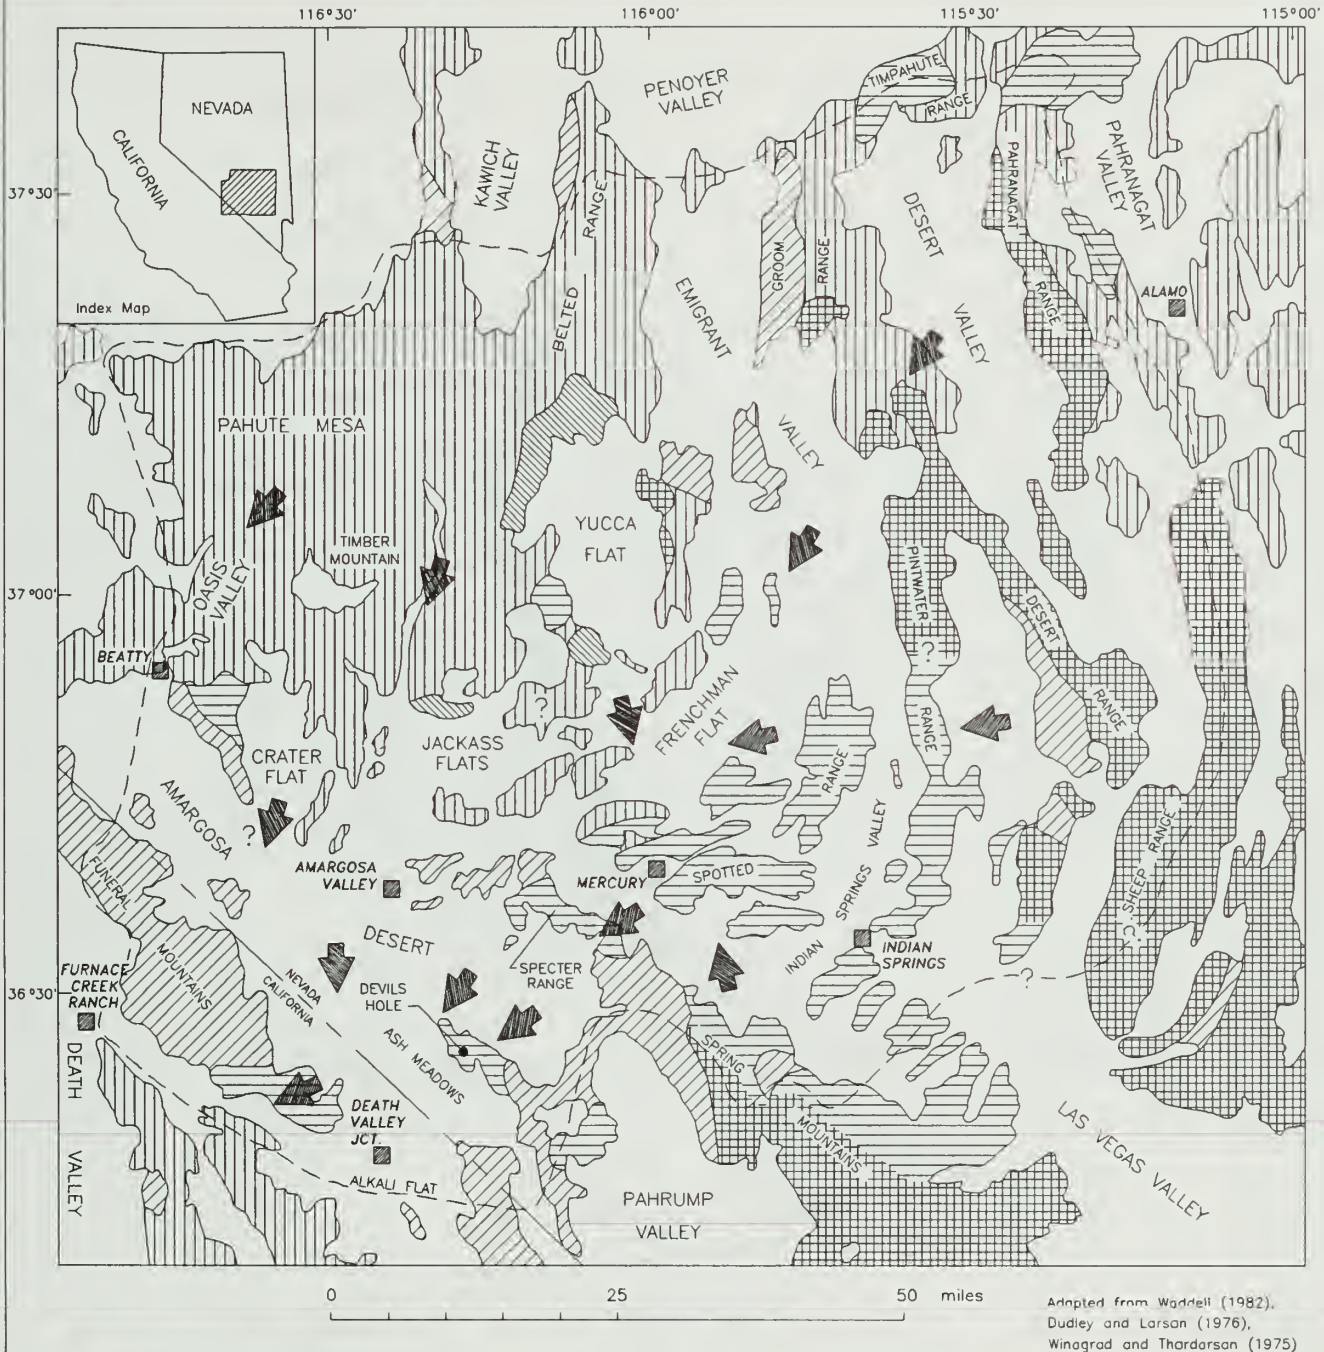 116°30'
116°00'
115°30'
115°00'
37°30'
37°00'
36°30'
NEVADA
CALIFORNIA
Index Map
KAWICH
VALLEY
PENOYER
VALLEY
TIMPAHUTE
RANGE
PAHRANAGAT
VALLEY
PAHRANAGAT
RANGE
DESERT
VALLEY
ALAMO
BELTED
RANGE
EMIGRANT
VALLEY
GROOM
RANGE
PAHUTE MESA
TIMBER
MOUNTAIN
OASIS
VALLEY
BEATTY
YUCCA
FLAT
PINTWATER
?
RANGE
DESERT
RANGE
?
FRENCHMAN
FLAT
JACKASS
FLATS
CRATER
FLAT
AMARGOSA
?
DESERT
AMARGOSA
VALLEY
MERCURY
SPOTTED
RANGE
INDIAN
SPRINGS
VALLEY
INDIAN
SPRINGS
SHEEP RANGE
?
?
FUNERAL
MOUNTAINS
FURNACE
CREEK
RANCH
NEVADA
CALIFORNIA
DEVILS
HOLE
SPECTER
RANGE
ASH MEADOWS
SPRING
MOUNTAINS
LAS VEGAS VALLEY
DEATH
VALLEY
DEATH
VALLEY
JCT.
ALKALI FLAT
PAHRUMP
VALLEY
0 25 50 miles
Adapted from Waddell (1982),
Dudley and Larson (1976),
Winograd and Thordarson (1975)